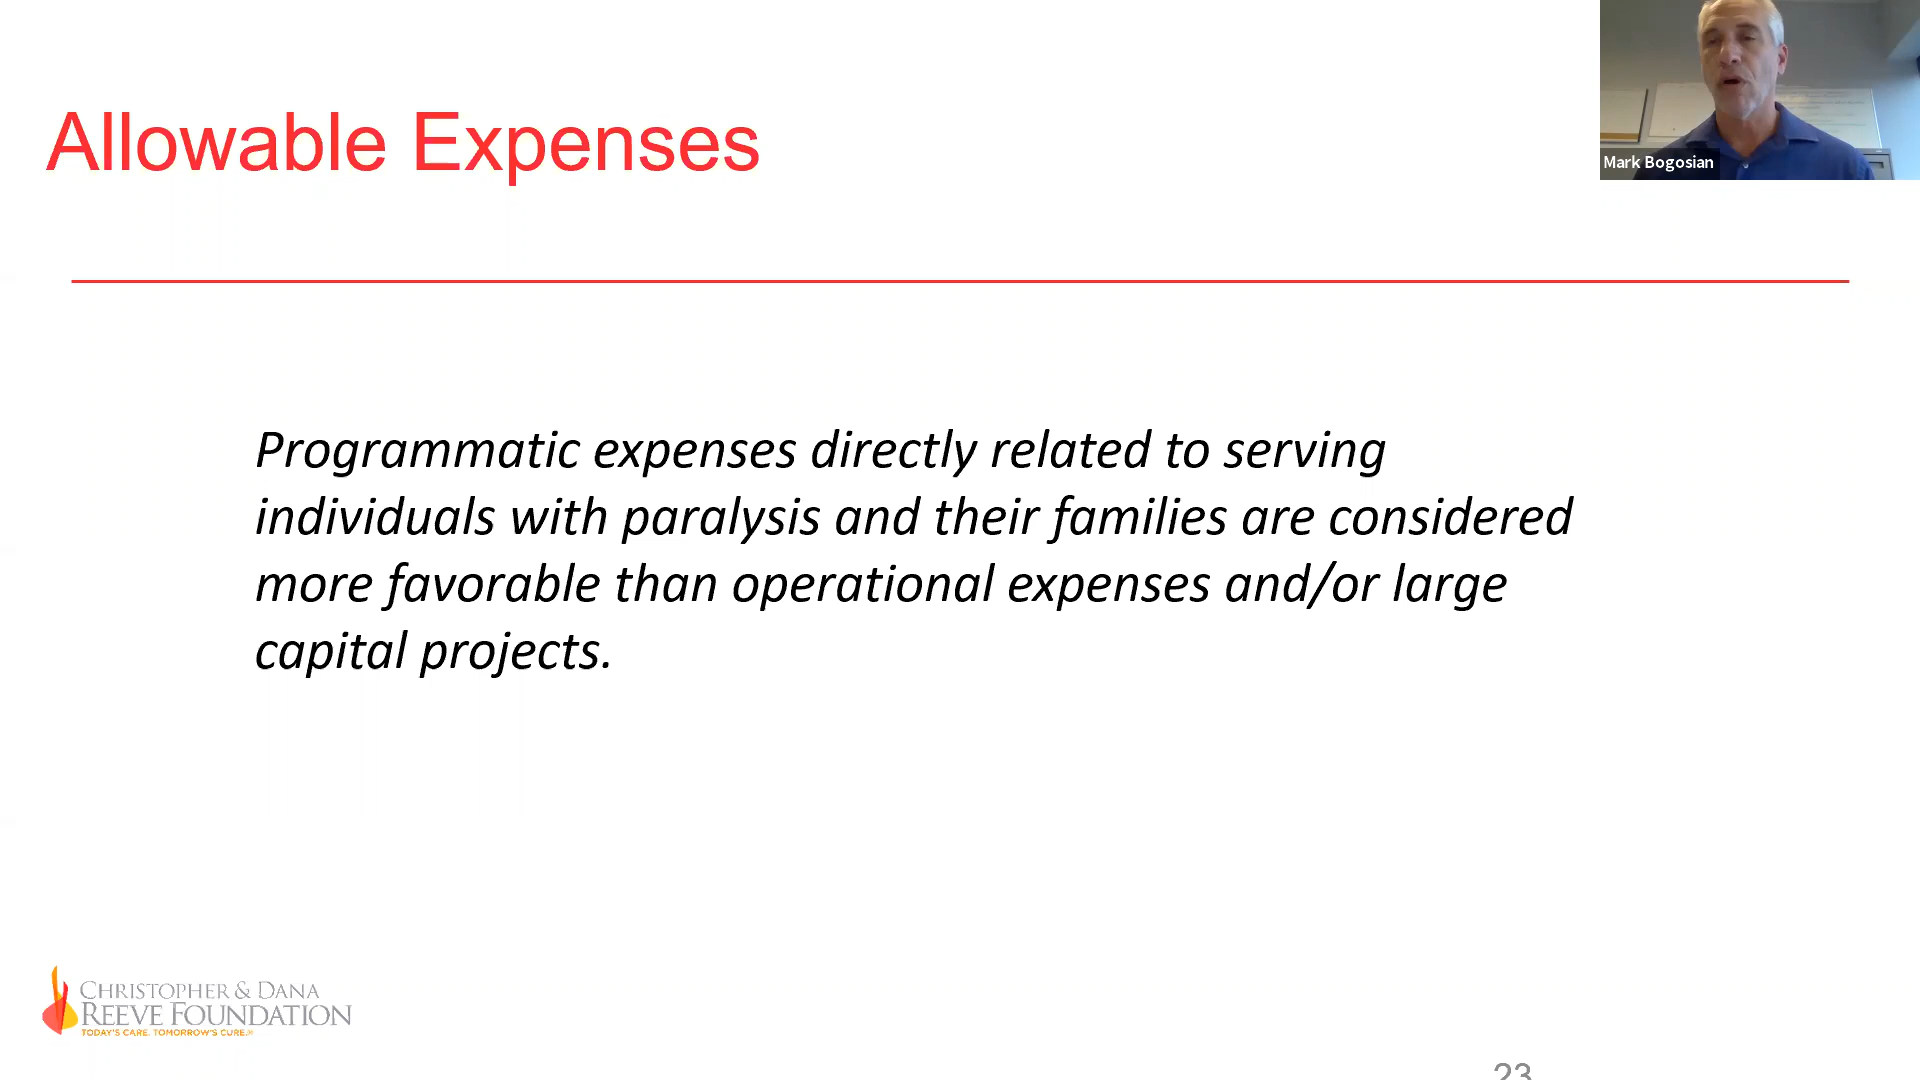 Allowable Expenses
Mark Bogosian
Programmatic expenses directly related to serving
individuals with paralysis and their families are considered
more favorable than operational expenses and/or large
capital projects.
CHRISTOPHER & DANA
REEVE FOUNDATION
TODAY'S CARE. TOMORROW'S CURE.®
23